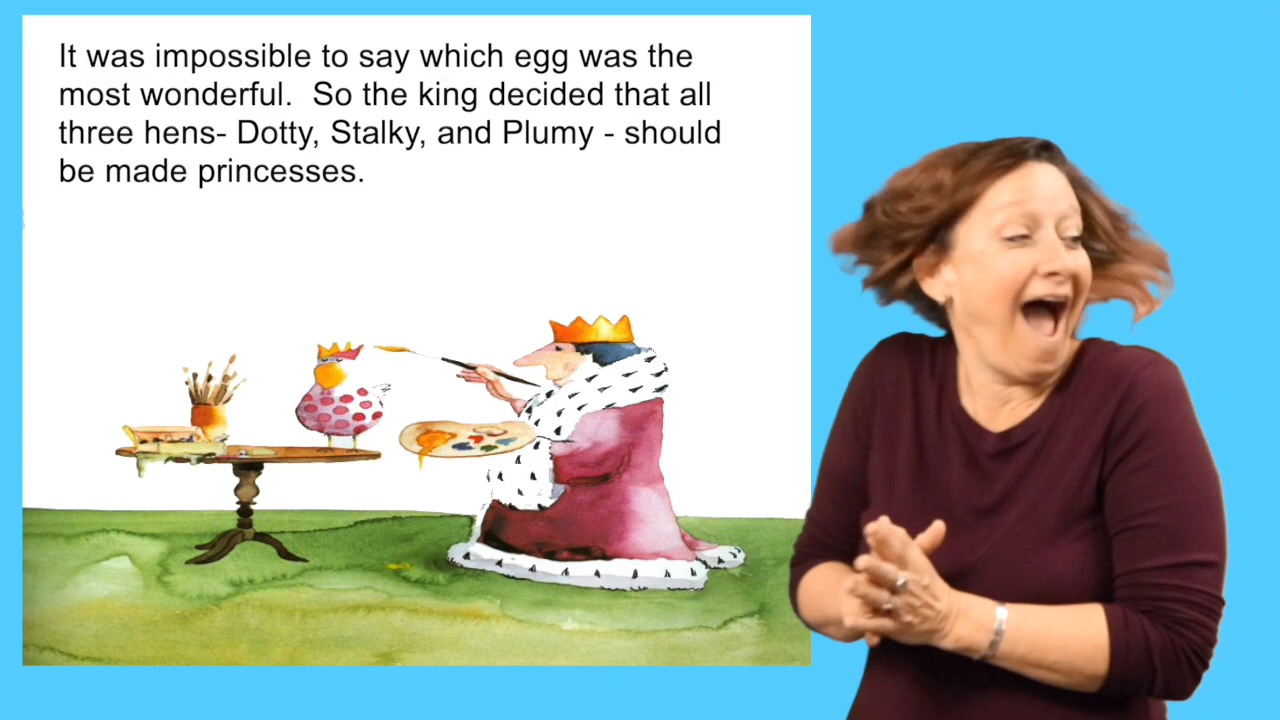 It was impossible to say which egg was the
most wonderful.  So the king decided that all
three hens- Dotty, Stalky, and Plumy - should
be made princesses.